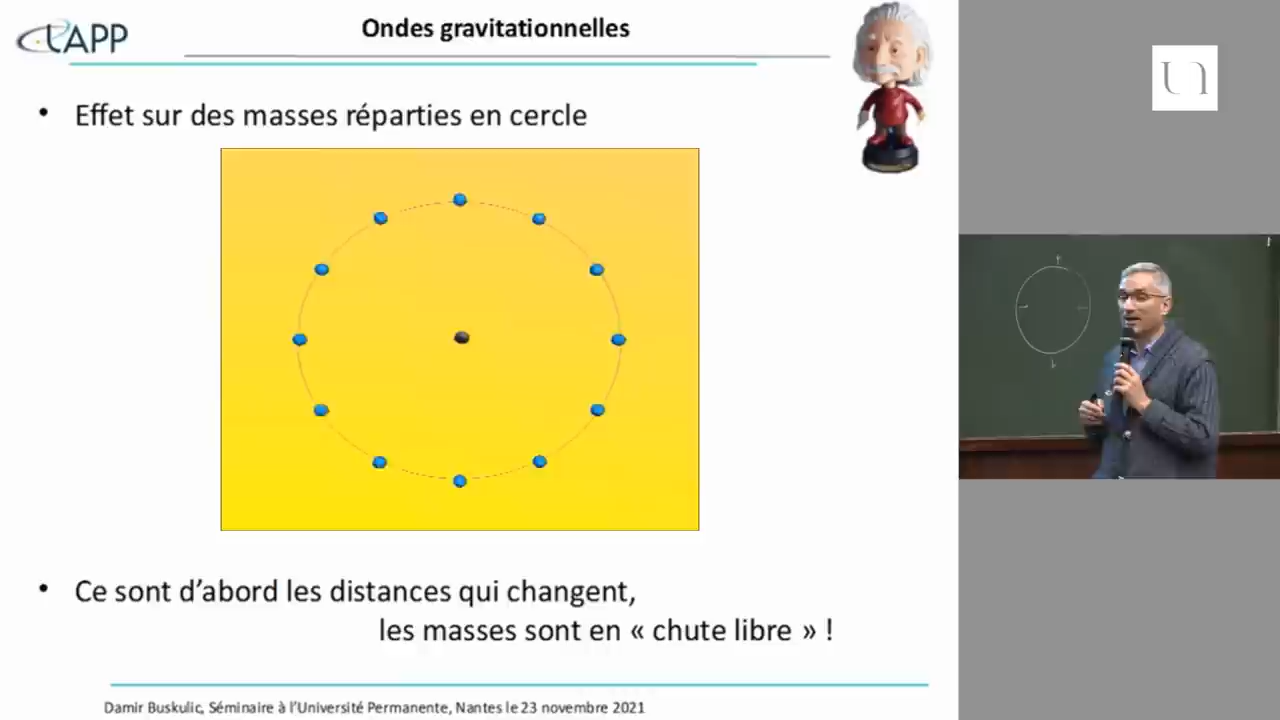 LAPP
Ondes gravitationnelles
• Effet sur des masses réparties en cercle
• Ce sont d’abord les distances qui changent,
les masses sont en « chute libre » !
Damir Buskulic, Séminaire à l’Université Permanente, Nantes le 23 novembre 2021